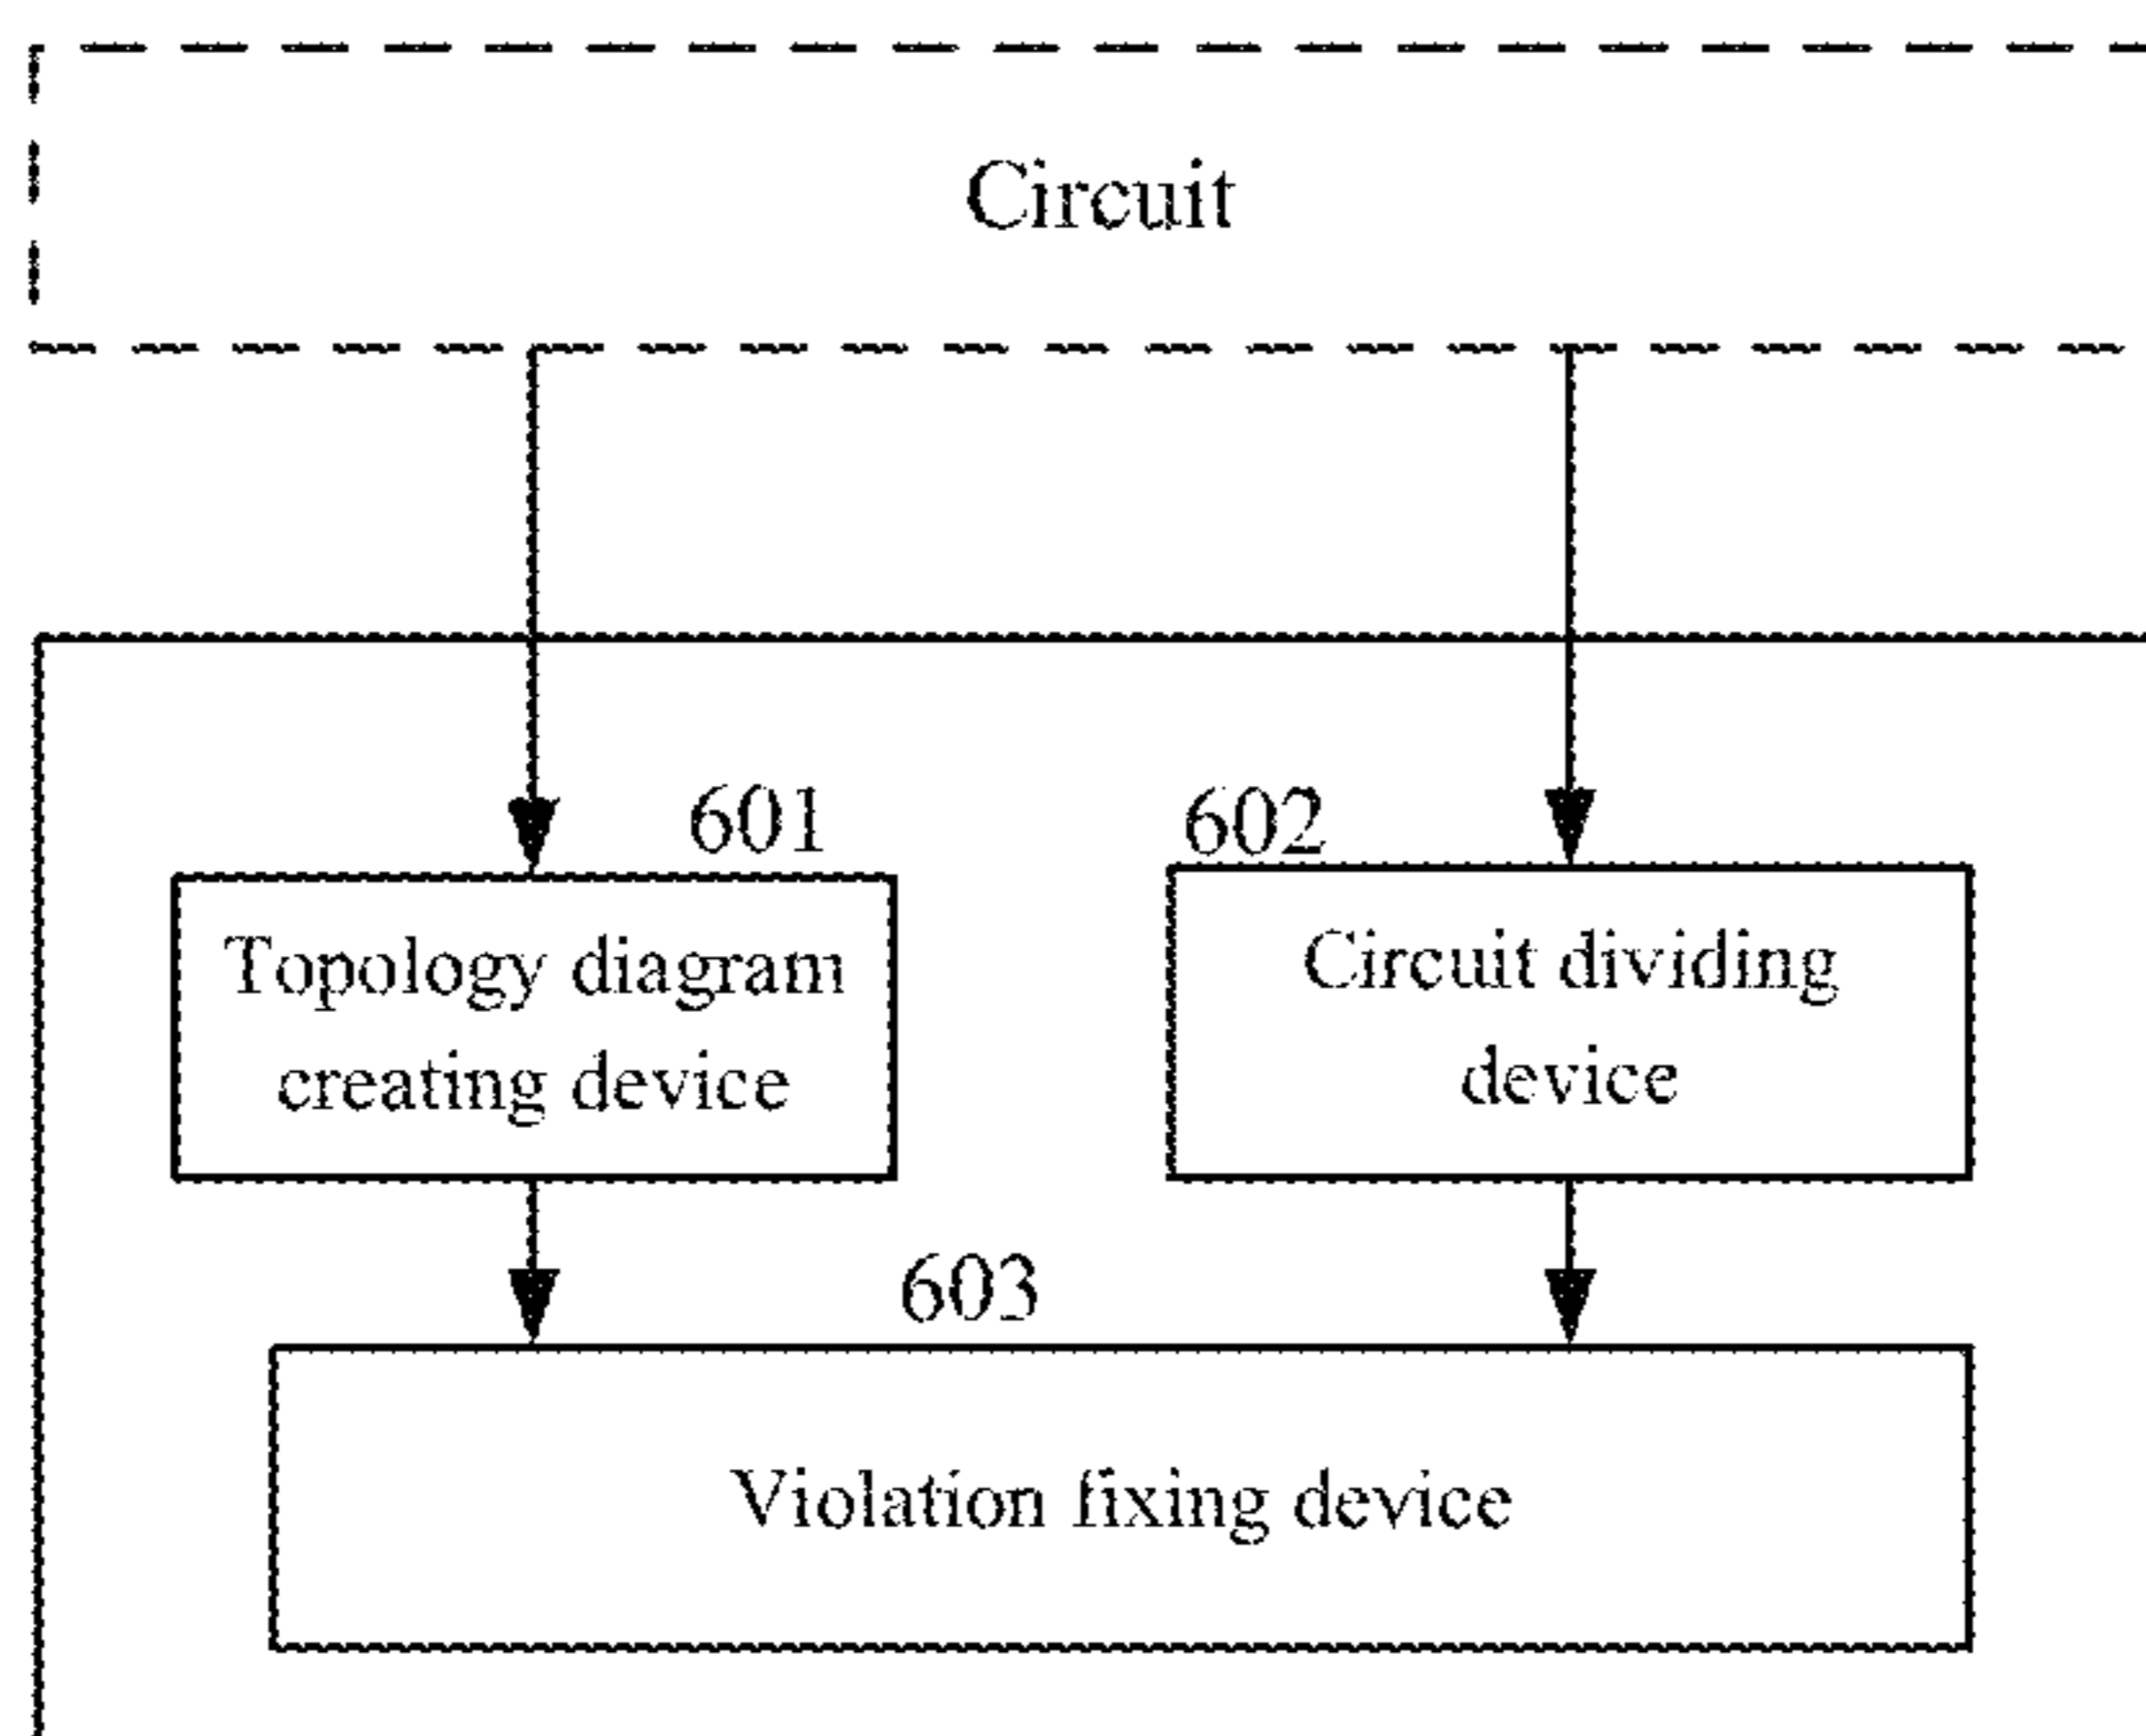 Circuit
601
602
Topology diagram
creating device
Circuit dividing
device
603
Violation fixing device